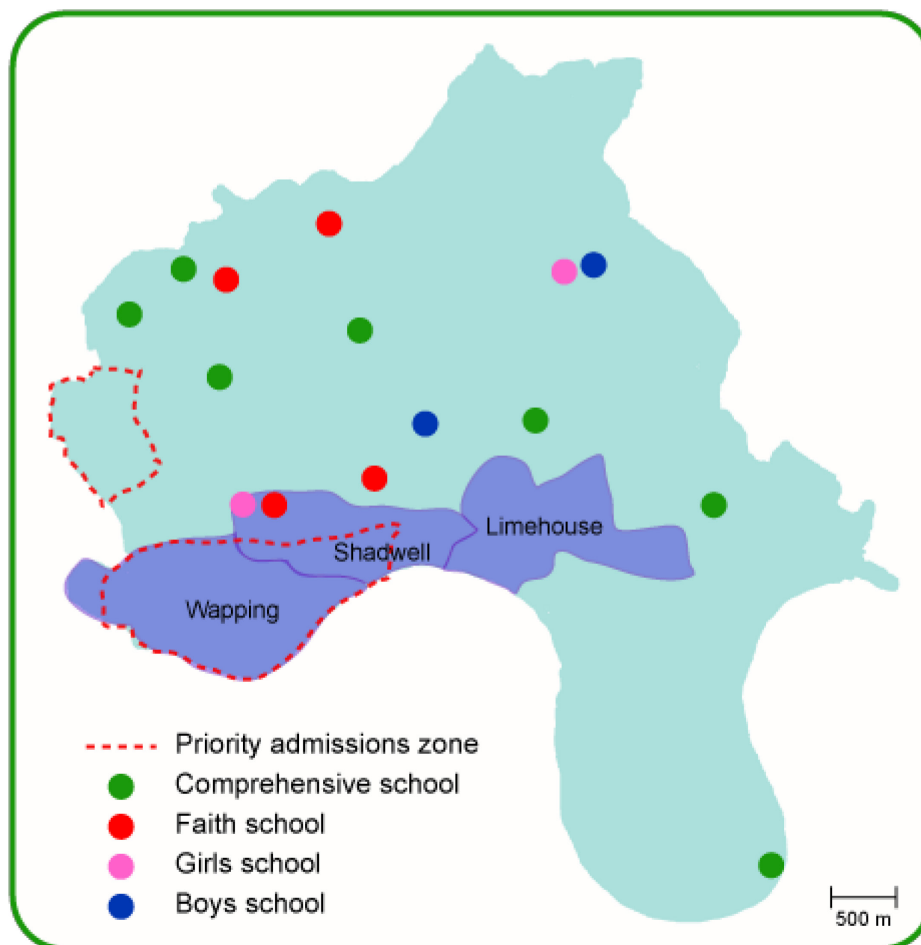 Limehouse
Shadwell
Wapping
Priority admissions zone
Comprehensive school
Faith school
Girls school
Boys school
500 m